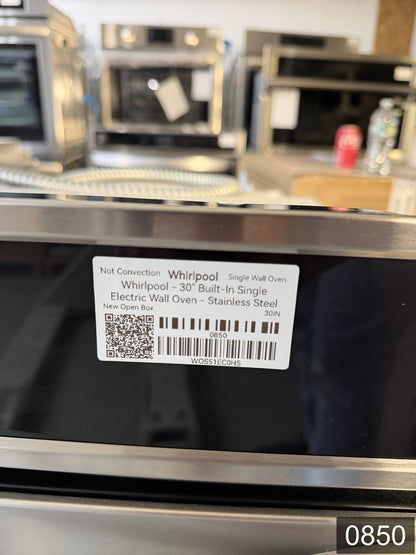 Not Convection Whirlpool Single Wall Oven
Whirlpool - 30" Built-In Single
Electric Wall Oven - Stainless Steel
New Open Box 30IN
0850
WOS51EC0HS
0850